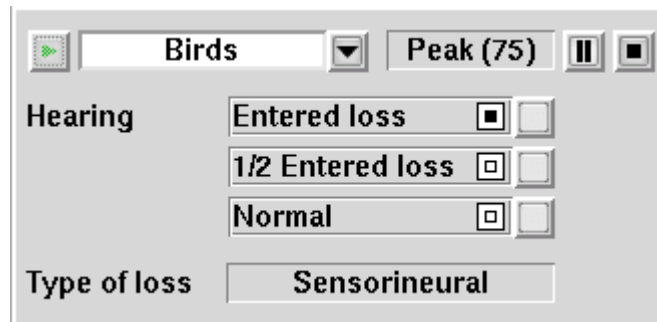 Birds Peak (75)
Hearing Entered loss
1/2 Entered loss
Normal
Type of loss Sensorineural